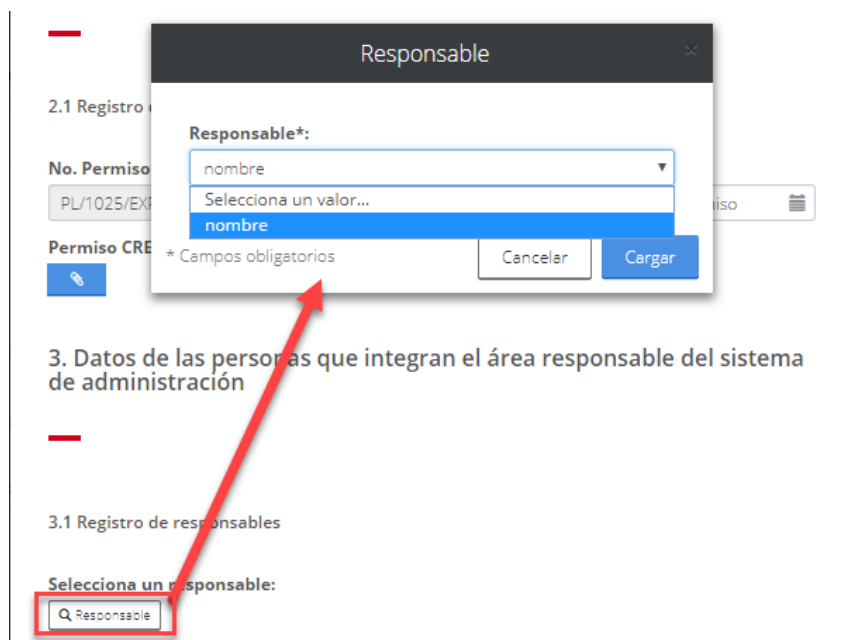 Responsable
2.1 Registro
Responsable*:
No. Permiso
nombre
PL/1025/EX
Selecciona un valor...
nombre
Permiso CRE
* Campos obligatorios
Cancelar
Cargar
3. Datos de las personas que integran el área responsable del sistema
de administración
3.1 Registro de responsables
Selecciona un responsable:
Responsable